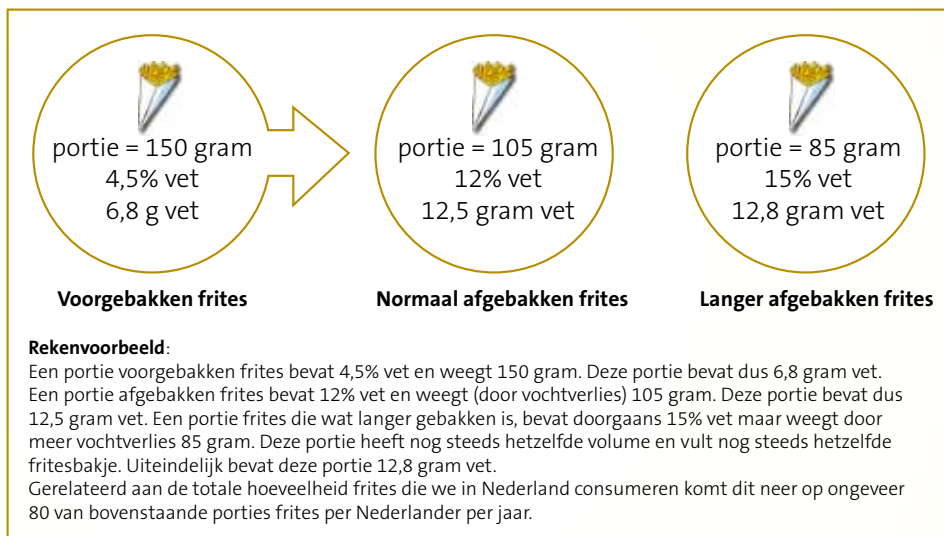 portie = 150 gram
4,5% vet
6,8 g vet
Voorgebakken frites
portie = 105 gram
12% vet
12,5 gram vet
Normaal afgebakken frites
portie = 85 gram
15% vet
12,8 gram vet
Langer afgebakken frites
Rekenvoorbeeld:
Een portie voorgebakken frites bevat 4,5% vet en weegt 150 gram. Deze portie bevat dus 6,8 gram vet.
Een portie afgebakken frites bevat 12% vet en weegt (door vochtverlies) 105 gram. Deze portie bevat dus
12,5 gram vet. Een portie frites die wat langer gebakken is, bevat doorgaans 15% vet maar weegt door
meer vochtverlies 85 gram. Deze portie heeft nog steeds hetzelfde volume en vult nog steeds hetzelfde
fritesbakje. Uiteindelijk bevat deze portie 12,8 gram vet.
Gerelateerd aan de totale hoeveelheid frites die we in Nederland consumeren komt dit neer op ongeveer
80 van bovenstaande porties frites per Nederlander per jaar.